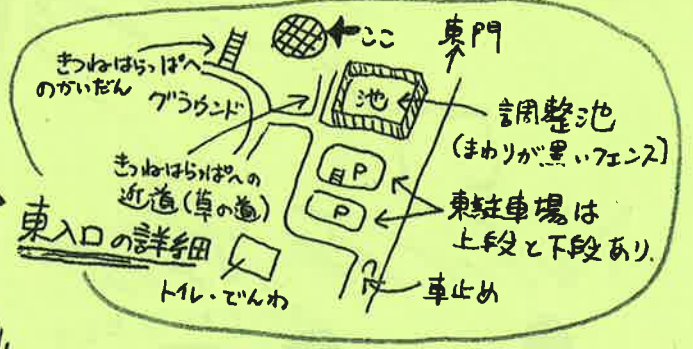 ここ
東門
きつねはらっぱへ
のかいだん
グラウンド
池
調整池
(まわりが黒いフェンス)
きつねはらっぱへの
近道(草の道)
P
P
東駐車場は
上段と下段あり.
東入口の詳細
トイレ・でんわ
車止め